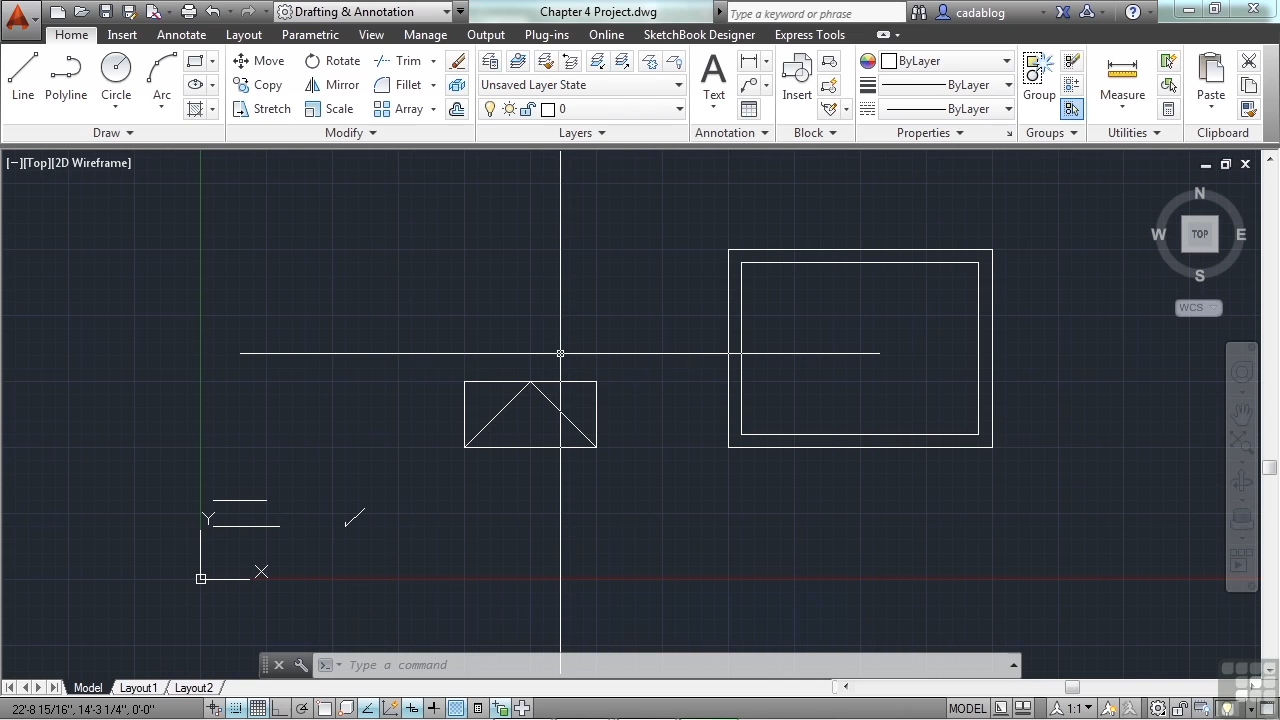 Drafting & Annotation
Chapter 4 Project.dwg
Type a keyword or phrase
cadablog
Home Insert Annotate Layout Parametric View Manage Output Plug-ins Online SketchBook Designer Express Tools
Line Polyline Circle Arc
Move Rotate Trim
Copy Mirror Fillet
Stretch Scale Array
Unsaved Layer State
0
Text
Insert
ByLayer
ByLayer
ByLayer
Group
Measure
Paste
Draw Modify Layers Annotation Block Properties Groups Utilities Clipboard
[−][Top][2D Wireframe]
N
W TOP E
S
WCS
Y
X
Type a command
Model Layout1 Layout2
22'-8 15/16", 14'-3 1/4", 0'-0"
MODEL
1:1